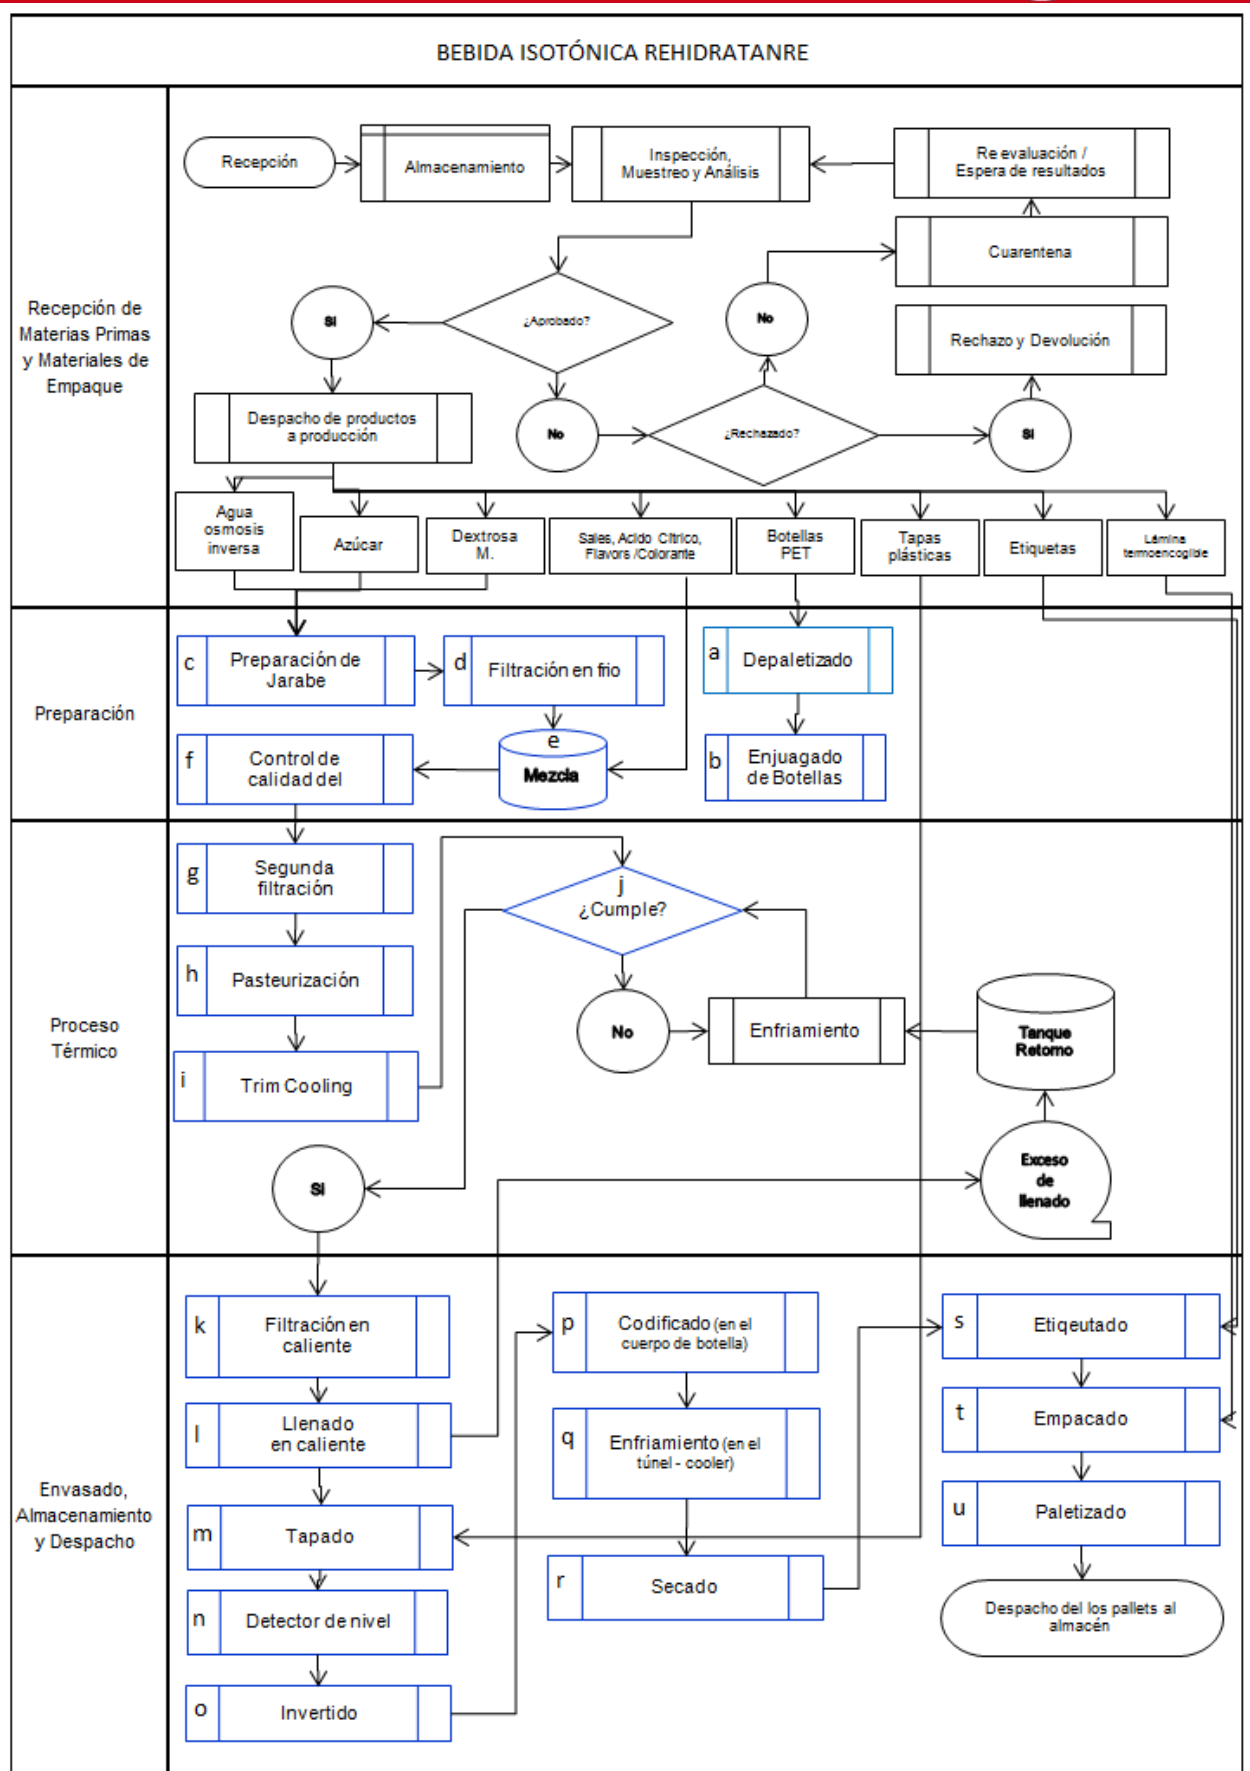 BEBIDA ISOTÓNICA REHIDRATANRE
Recepción de
Materias Primas
y Materiales de
Empaque
Recepción
Almacenamiento
Inspección,
Muestreo y Análisis
Re evaluación /
Espera de resultados
Cuarentena
¿Aprobado?
SI
No
Rechazo y Devolución
Despacho de productos
a producción
No
¿Rechazado?
SI
Agua
osmosis
inversa
Azúcar
Dextrosa
M.
Sales, Acido Cítrico,
Flavors /Colorante
Botellas
PET
Tapas
plásticas
Etiquetas
Lámina
termoencogible
Preparación
c
Preparación de
Jarabe
d
Filtración en frio
a
Depaletizado
f
Control de
calidad del
e
Mezcla
b
Enjuagado
de Botellas
Proceso
Térmico
g
Segunda
filtración
j
¿Cumple?
h
Pasteurización
No
Enfriamiento
Tanque
Retorno
i
Trim Cooling
SI
Exceso
de
llenado
Envasado,
Almacenamiento
y Despacho
k
Filtración en
caliente
l
Llenado
en caliente
m
Tapado
n
Detector de nivel
o
Invertido
p
Codificado (en el
cuerpo de botella)
q
Enfriamiento (en el
túnel - cooler)
r
Secado
s
Etiqeutado
t
Empacado
u
Paletizado
Despacho del los pallets al
almacén